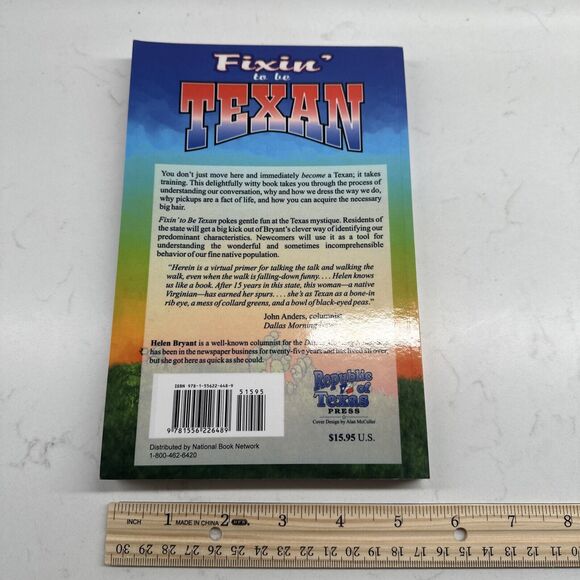 Fixin'
to be
TEXAN
You don't just move here and immediately become a Texan; it takes
training. This delightfully witty book takes you through the process of
understanding our conversation, why and how we dress the way we do,
why pickups are a fact of life, and how you can acquire the necessary
big hair.
Fixin' to Be Texan pokes gentle fun at the Texas mystique. Residents of
the state will get a big kick out of Bryant's clever way of identifying our
predominant characteristics. Newcomers will use it as a tool for
understanding the wonderful and sometimes incomprehensible
behavior of our fine native population.
"Herein is a virtual primer for talking the talk and walking the
walk, even when the walk is falling-down funny. . . . Helen knows
us like a book. After 15 years in this state, this woman—a native
Virginian—has earned her spurs. . . . she's as Texan as a bone-in
rib eye, a mess of collard greens, and a bowl of black-eyed peas."
John Anders, columnist
Dallas Morning News
Helen Bryant is a well-known columnist for the
has been in the newspaper business for twenty-five years and has lived all over,
but she got here as quick as she could.
ISBN 978-1-55622-648-9
51595
9 781556 226489
Republic
of
Texas
PRESS
Cover Design by Alan McCuller
$15.95 U.S.
Distributed by National Book Network
1-800-462-6420
INCH 1 MADE IN CHINA 2 3 4 5 6 7 8
30 29 28 27 26 25 24 23 22 21 20 19 18 17 16 15 14 13 12 11 10